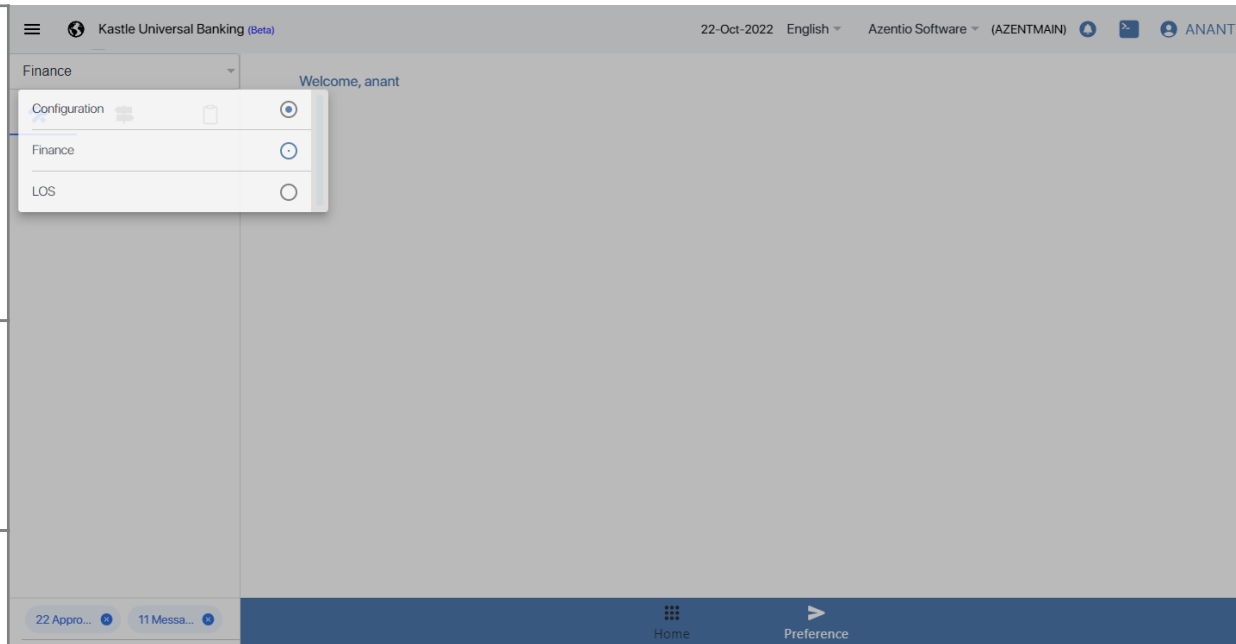 Kastle Universal Banking (Beta) 22-Oct-2022 English Azentio Software (AZENTMAIN) ANANT
Finance
Welcome, anant
Configuration
Finance
LOS
22 Appro... 11 Messa...
Home Preference